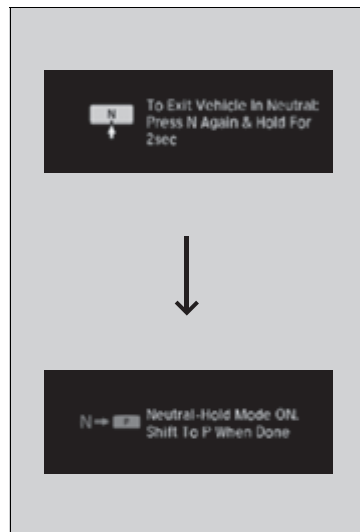 N
To Exit Vehicle In Neutral:
Press N Again & Hold For
2sec
N→ P Neutral-Hold Mode ON.
Shift To P When Done